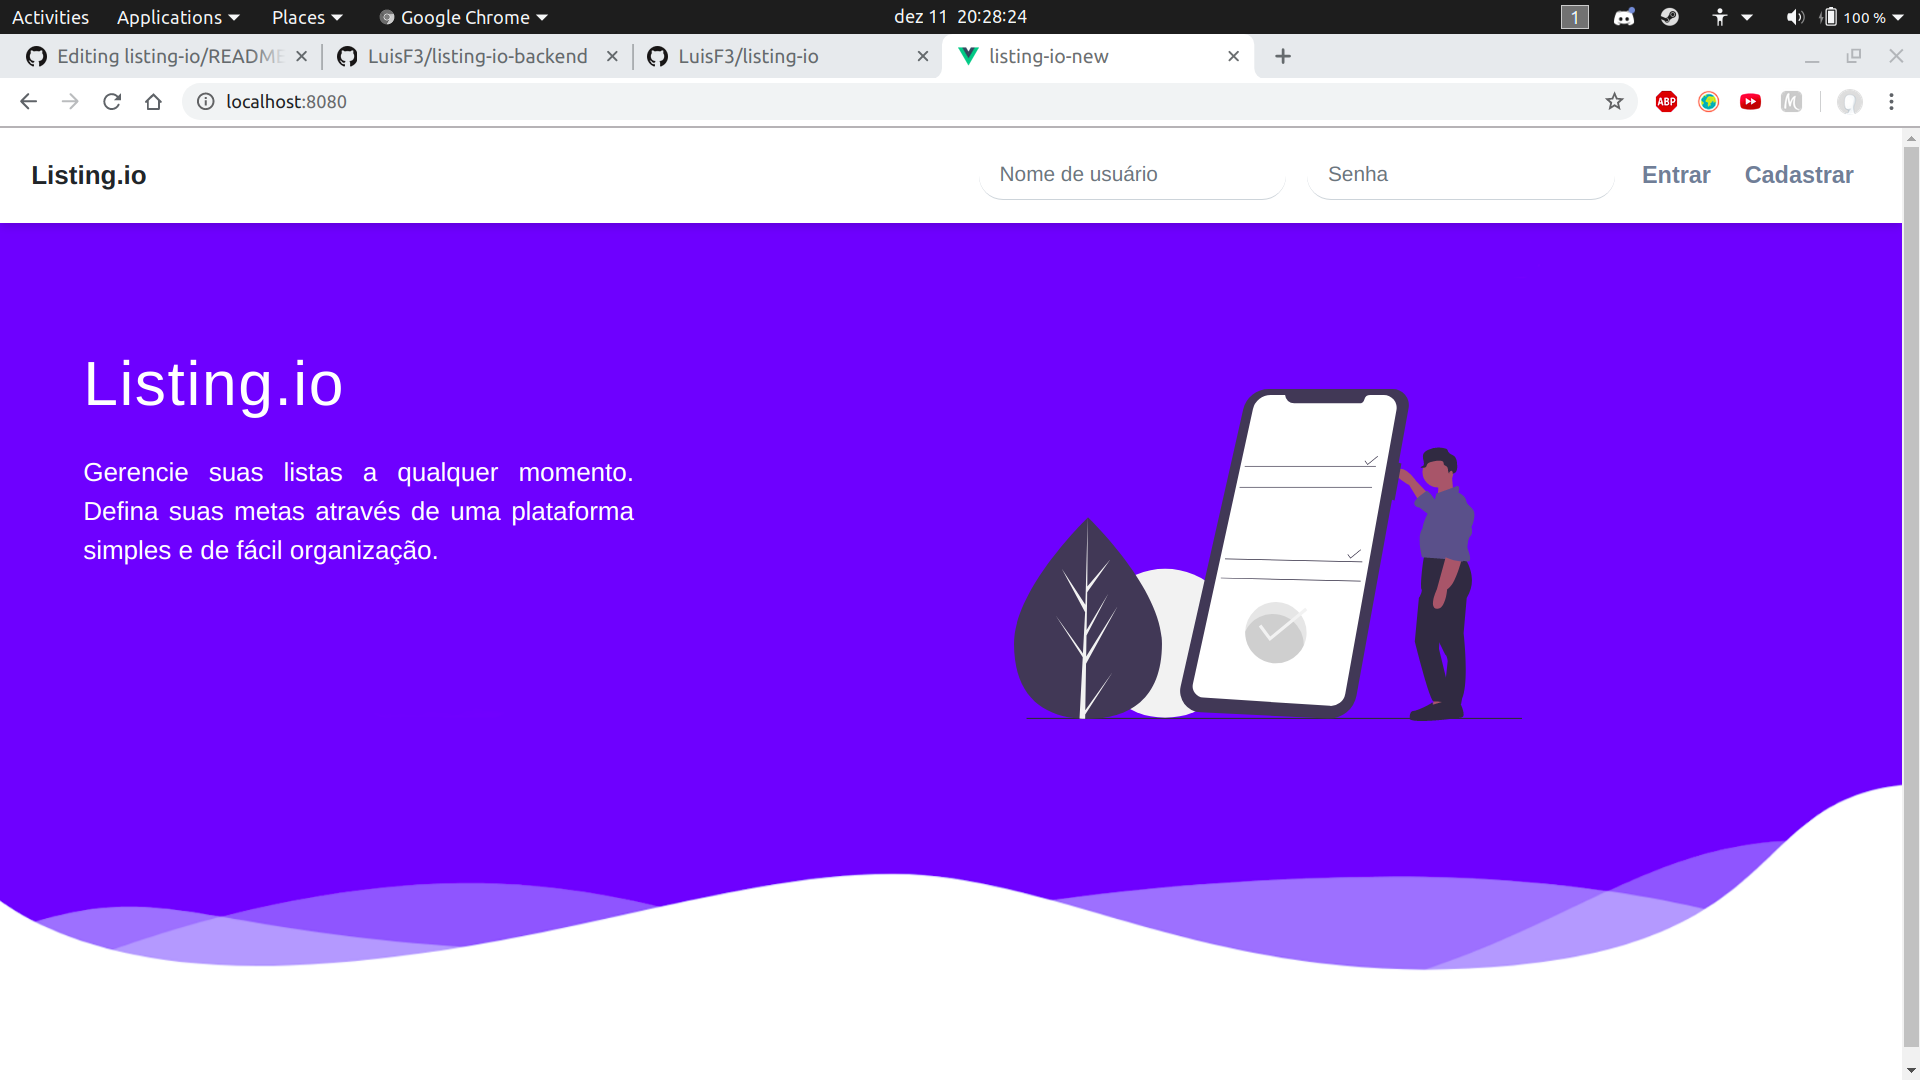 Activities Applications Places Google Chrome dez 11 20:28:24 1 100 %
Editing listing-io/README LuisF3/listing-io-backend LuisF3/listing-io listing-io-new
localhost:8080 ABP M
Listing.io Nome de usuário Senha Entrar Cadastrar
Listing.io
Gerencie suas listas a qualquer momento.
Defina suas metas através de uma plataforma
simples e de fácil organização.